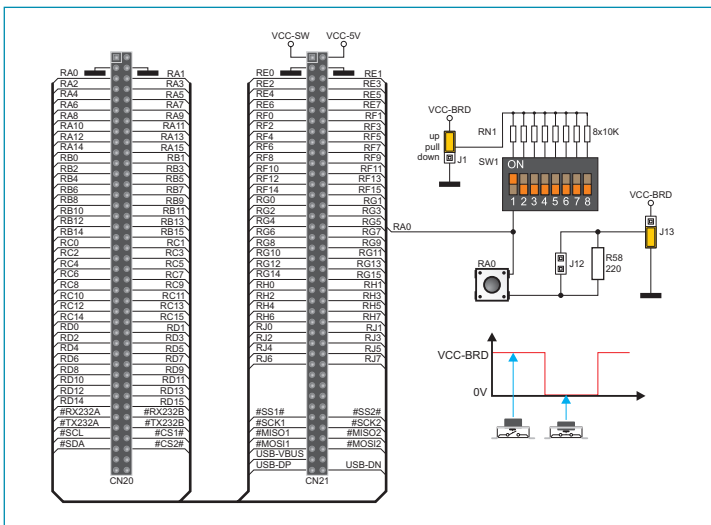 VCC-SW VCC-5V
RA0 RA1
RA2 RA3
RA4 RA5
RA6 RA7
RA8 RA9
RA10 RA11
RA12 RA13
RA14 RA15
RB0 RB1
RB2 RB3
RB4 RB5
RB6 RB7
RB8 RB9
RB10 RB11
RB12 RB13
RB14 RB15
RC0 RC1
RC2 RC3
RC4 RC5
RC6 RC7
RC8 RC9
RC10 RC11
RC12 RC13
RC14 RC15
RD0 RD1
RD2 RD3
RD4 RD5
RD6 RD7
RD8 RD9
RD10 RD11
RD12 RD13
RD14 RD15
#RX232A #RX232B
#TX232A #TX232B
#SCL #CS1#
#SDA #CS2#
CN20
RE0 RE1
RE2 RE3
RE4 RE5
RE6 RE7
RF0 RF1
RF2 RF3
RF4 RF5
RF6 RF7
RF8 RF9
RF10 RF11
RF12 RF13
RF14 RF15
RG0 RG1
RG2 RG3
RG4 RG5
RG6 RG7
RG8 RG9
RG10 RG11
RG12 RG13
RG14 RG15
RH0 RH1
RH2 RH3
RH4 RH5
RH6 RH7
RJ0 RJ1
RJ2 RJ3
RJ4 RJ5
RJ6 RJ7
#SS1# #SS2#
#SCK1 #SCK2
#MISO1 #MISO2
#MOSI1 #MOSI2
USB-VBUS
USB-DP USB-DN
CN21
RA0
VCC-BRD
up
pull
down
J1
RN1 8x10K
SW1
ON
1 2 3 4 5 6 7 8
VCC-BRD
J13
J12
R58
220
RA0
VCC-BRD
0V